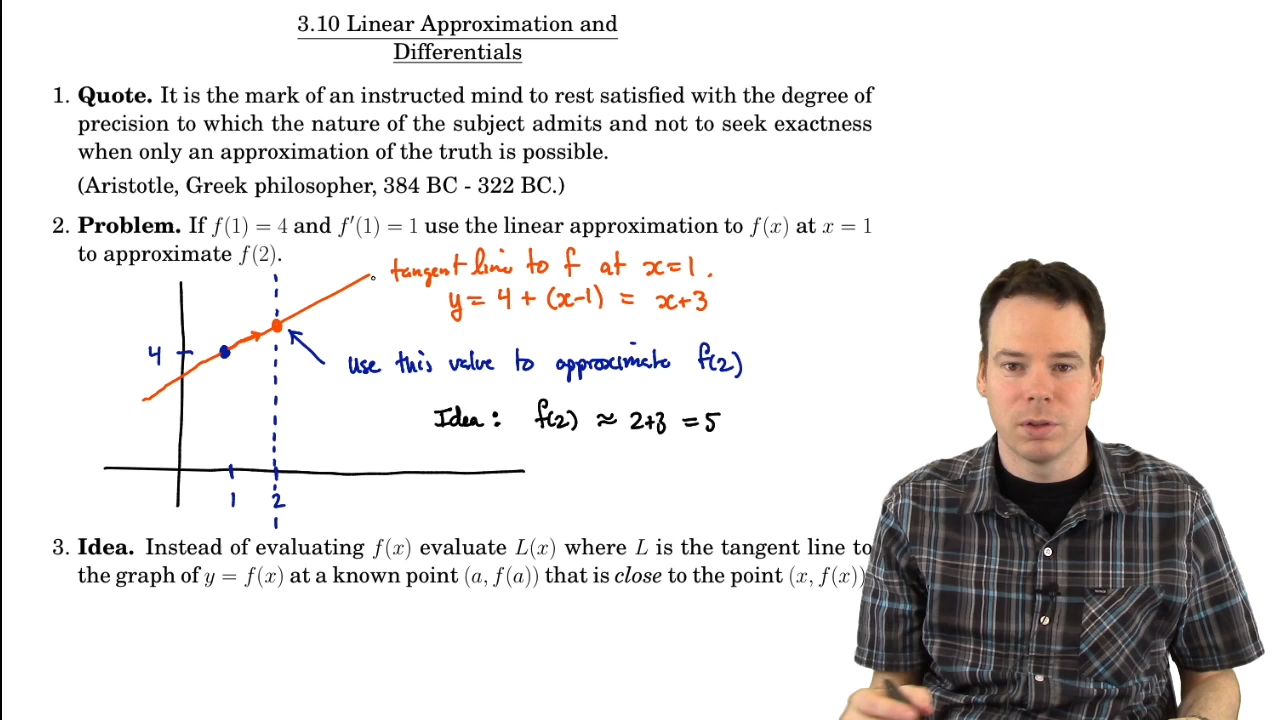 3.10 Linear Approximation and
Differentials
1. Quote. It is the mark of an instructed mind to rest satisfied with the degree of
precision to which the nature of the subject admits and not to seek exactness
when only an approximation of the truth is possible.
(Aristotle, Greek philosopher, 384 BC - 322 BC.)
2. Problem. If f(1) = 4 and f′(1) = 1 use the linear approximation to f(x) at x = 1
to approximate f(2).
tangent line to f at x=1.
y = 4 + (x-1) = x+3
4
use this value to approximate f(2)
Idea: f(2) ≈ 2+3 = 5
1 2
3. Idea. Instead of evaluating f(x) evaluate L(x) where L is the tangent line to
the graph of y = f(x) at a known point (a, f(a)) that is close to the point (x, f(x))